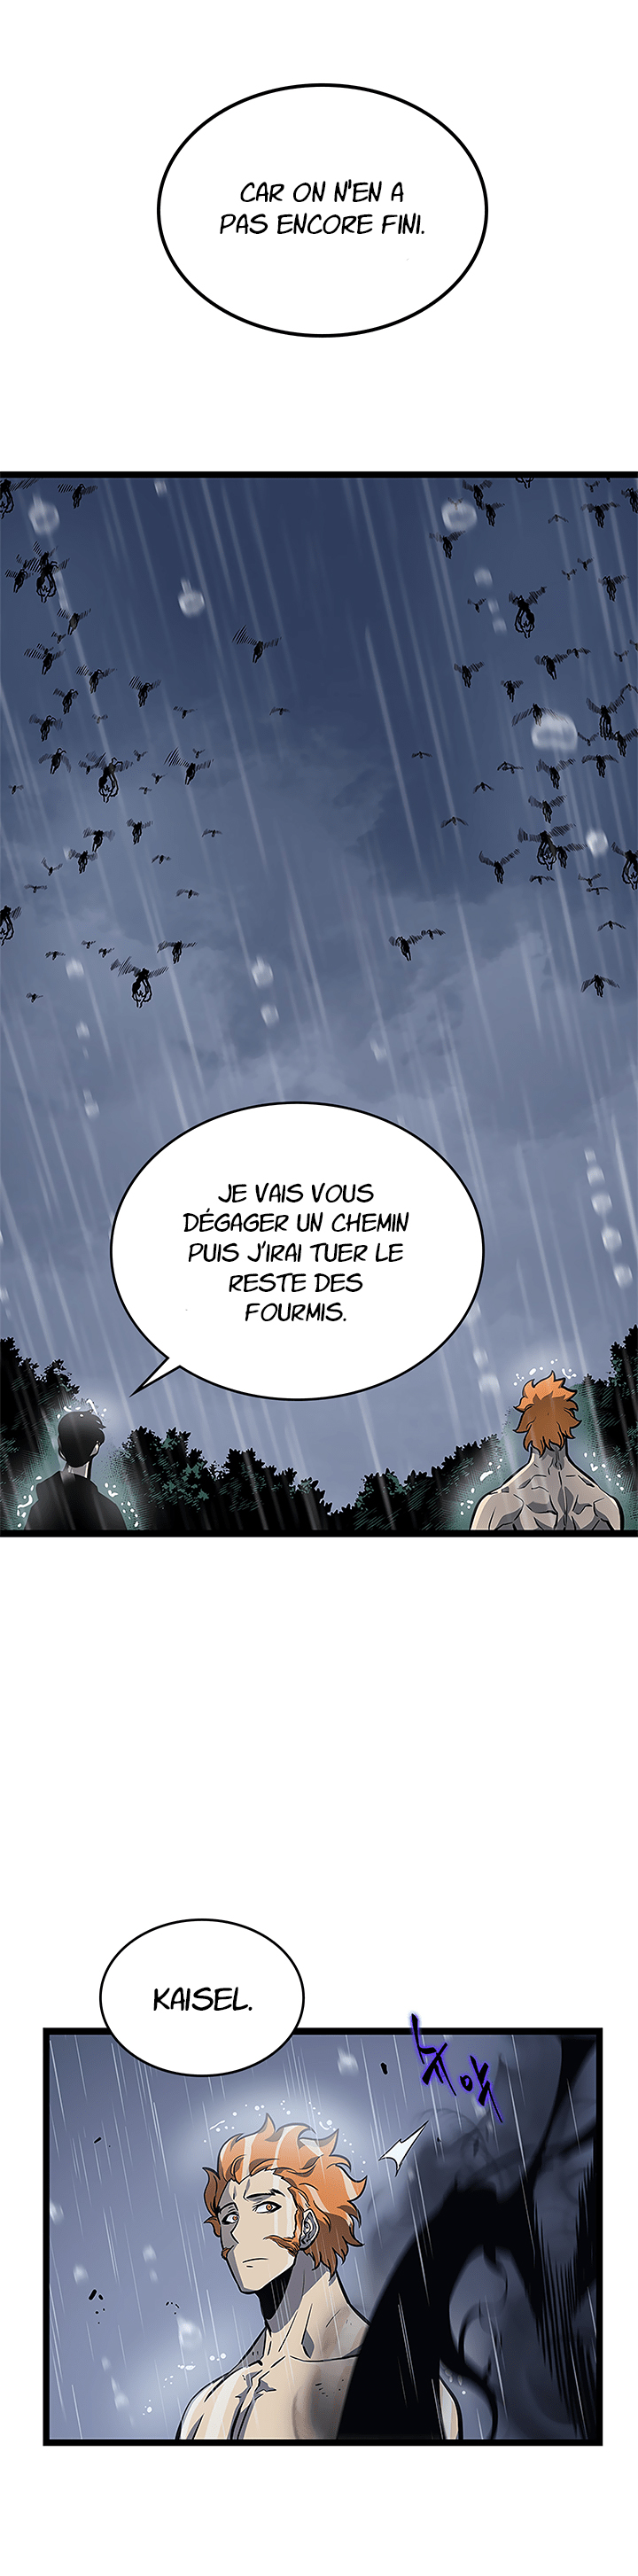 CAR ON N'EN A
PAS ENCORE FINI.
JE VAIS VOUS
DÉGAGER UN CHEMIN
PUIS J'IRAI TUER LE
RESTE DES
FOURMIS.
KAISEL.